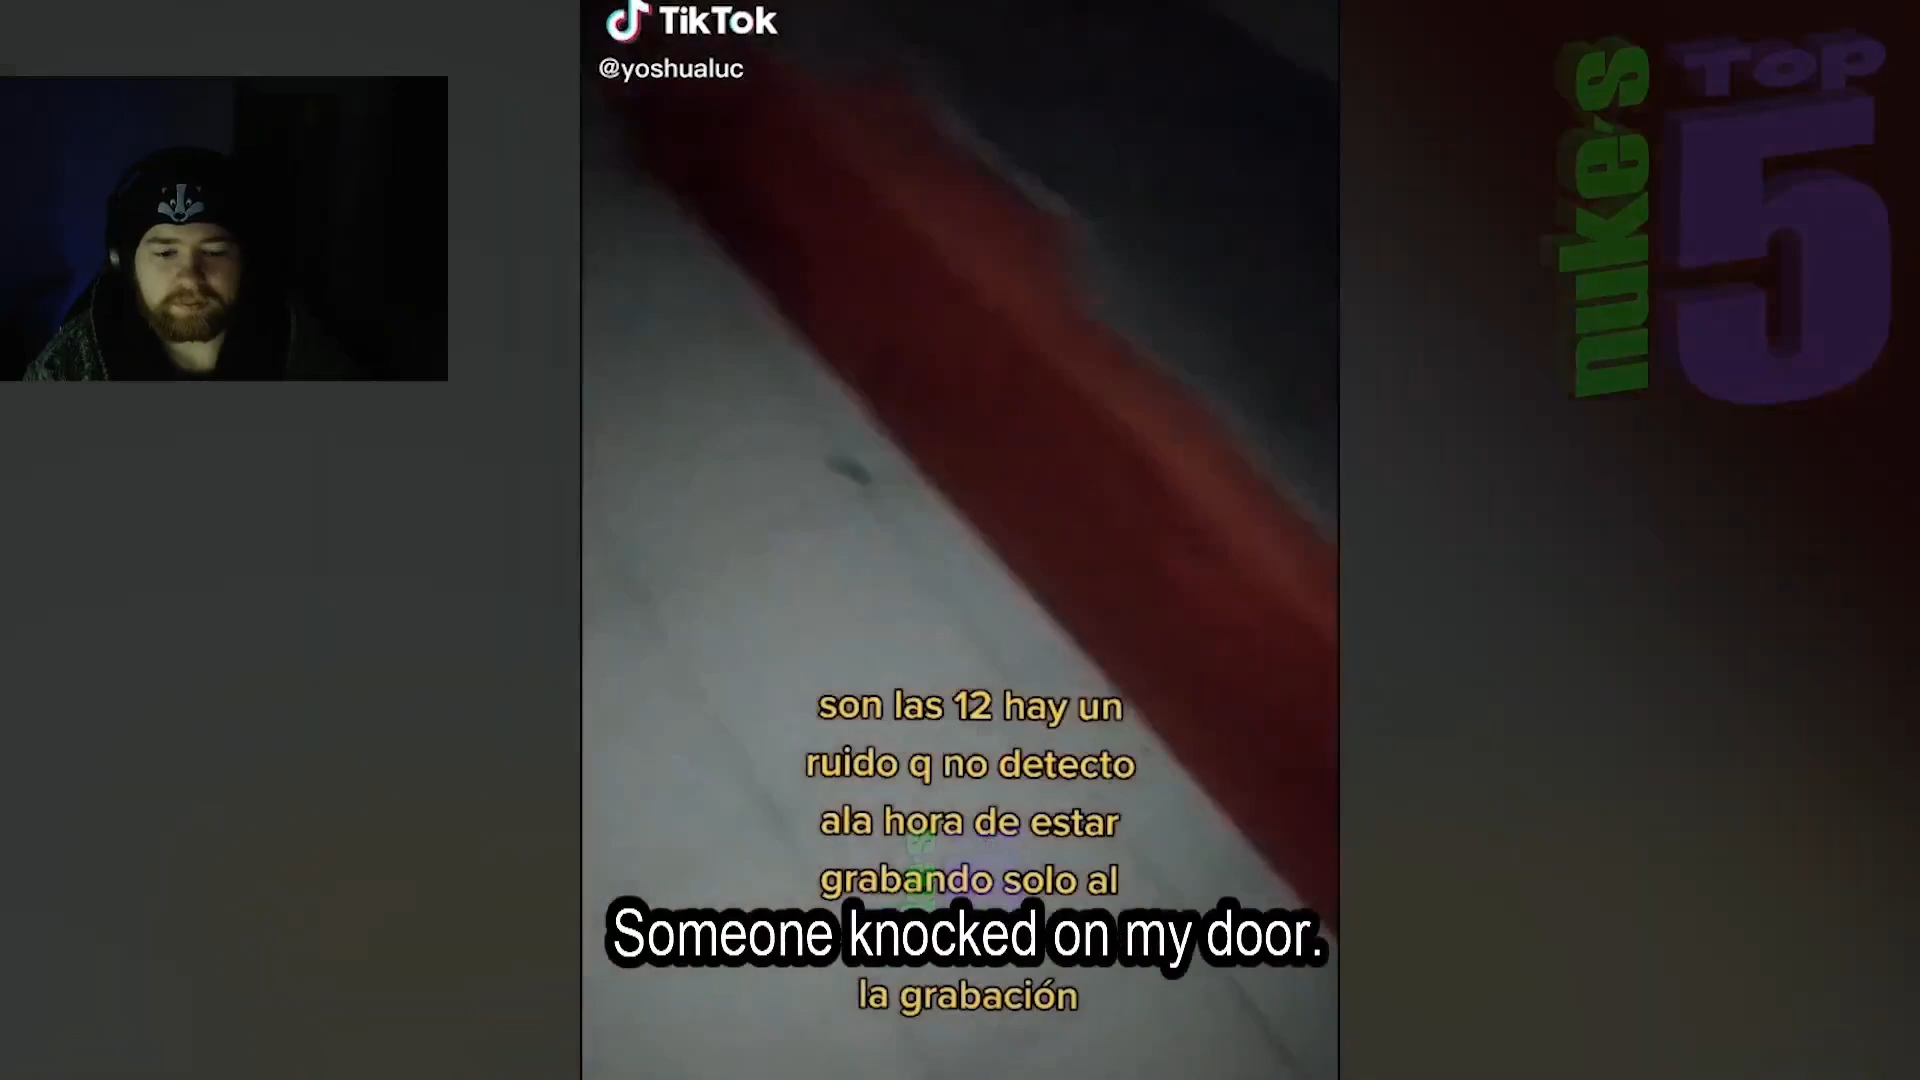 TikTok
@yoshualuc
nuke's
Top
5
son las 12 hay un
ruido q no detecto
ala hora de estar
grabando solo al
Someone knocked on my door.
la grabación